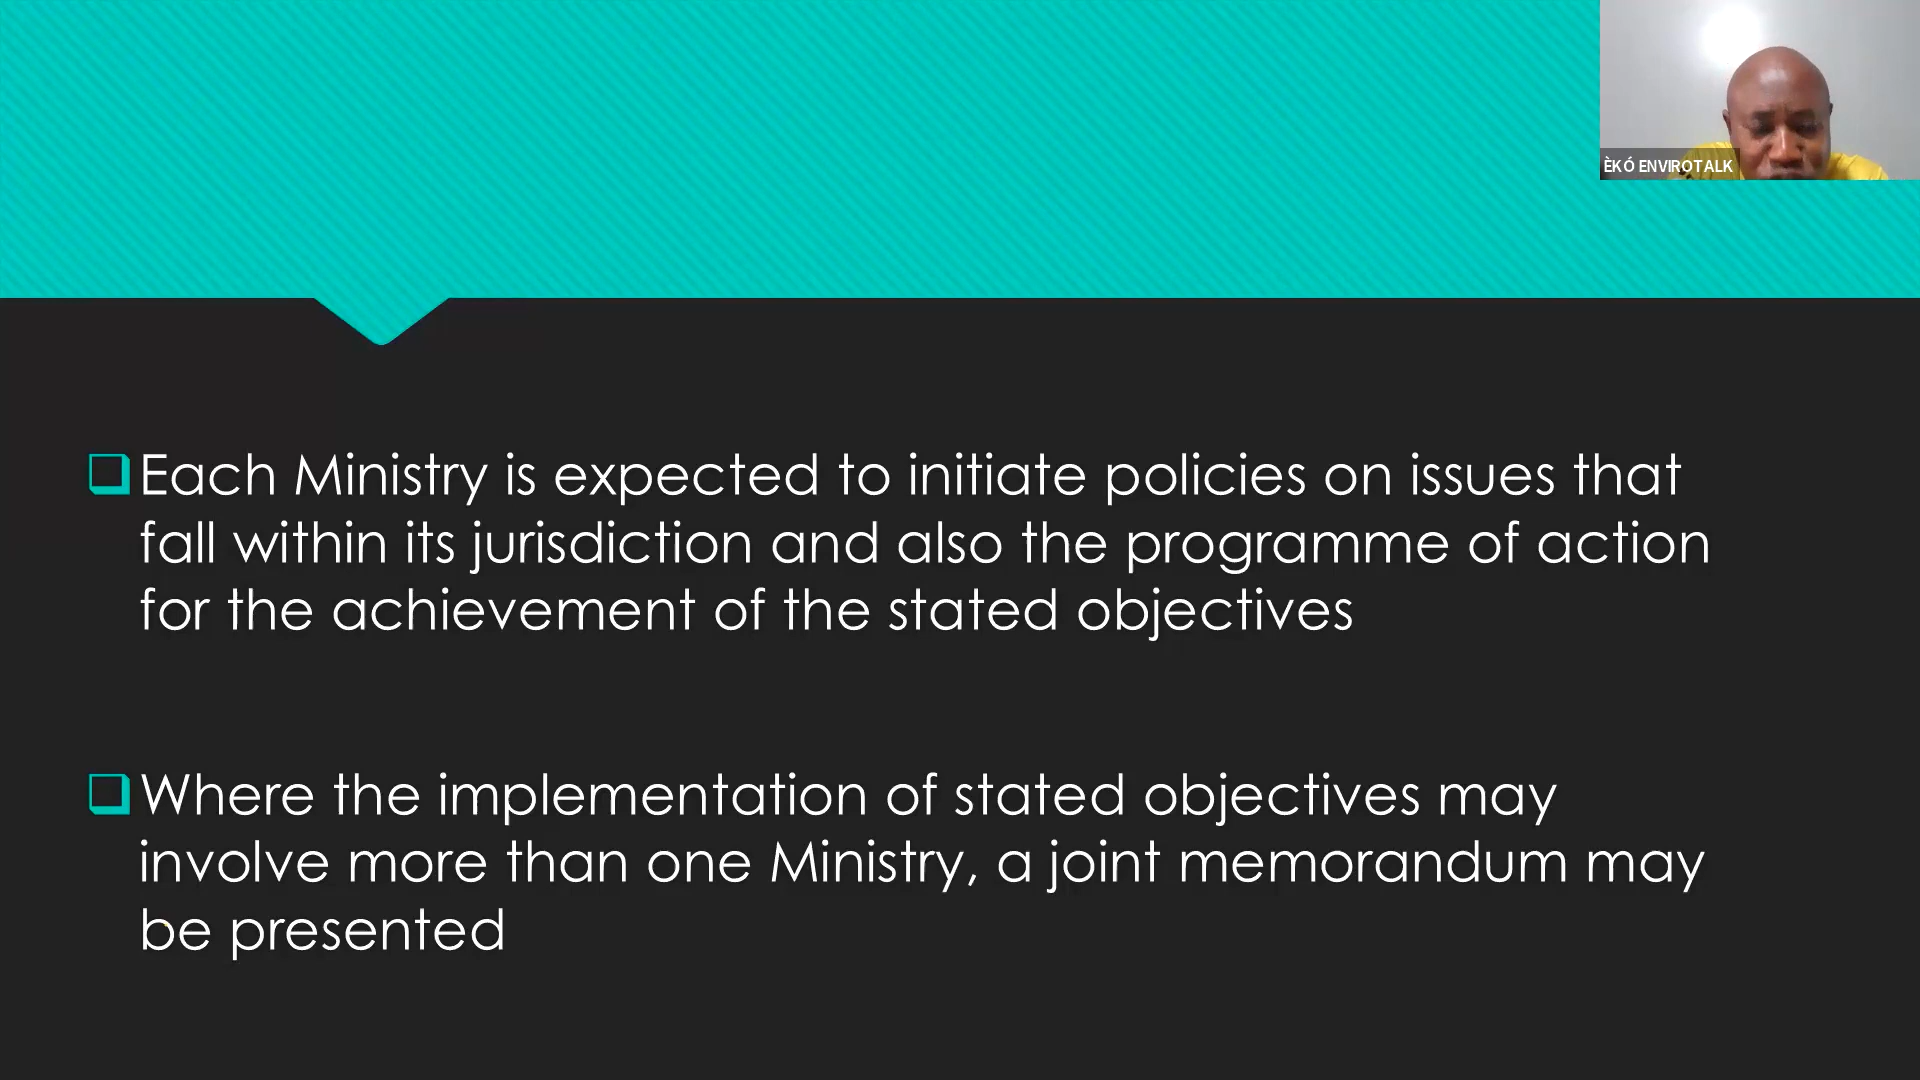 ÈKÓ ENVIROTALK
Each Ministry is expected to initiate policies on issues that
fall within its jurisdiction and also the programme of action
for the achievement of the stated objectives
Where the implementation of stated objectives may
involve more than one Ministry, a joint memorandum may
be presented